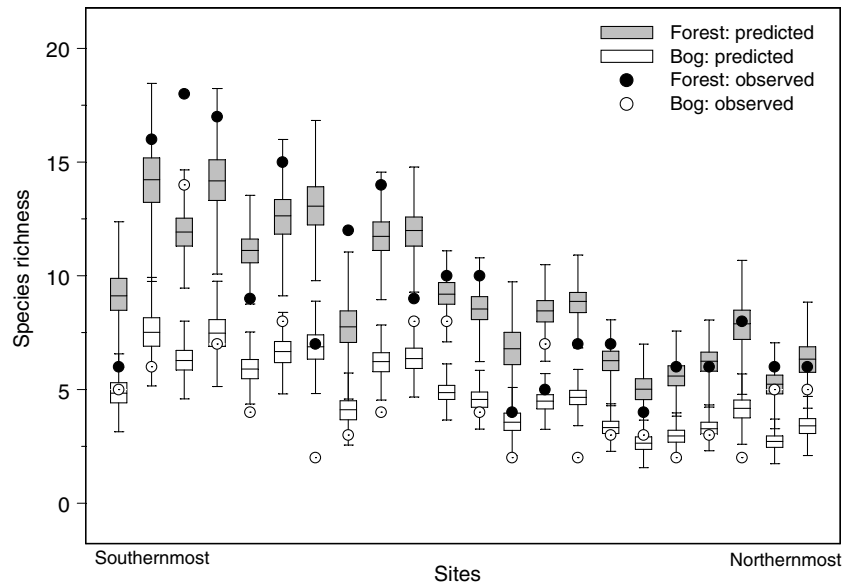 20
15
10
5
0
Species richness
Forest: predicted
Bog: predicted
Forest: observed
Bog: observed
Southernmost
Northernmost
Sites